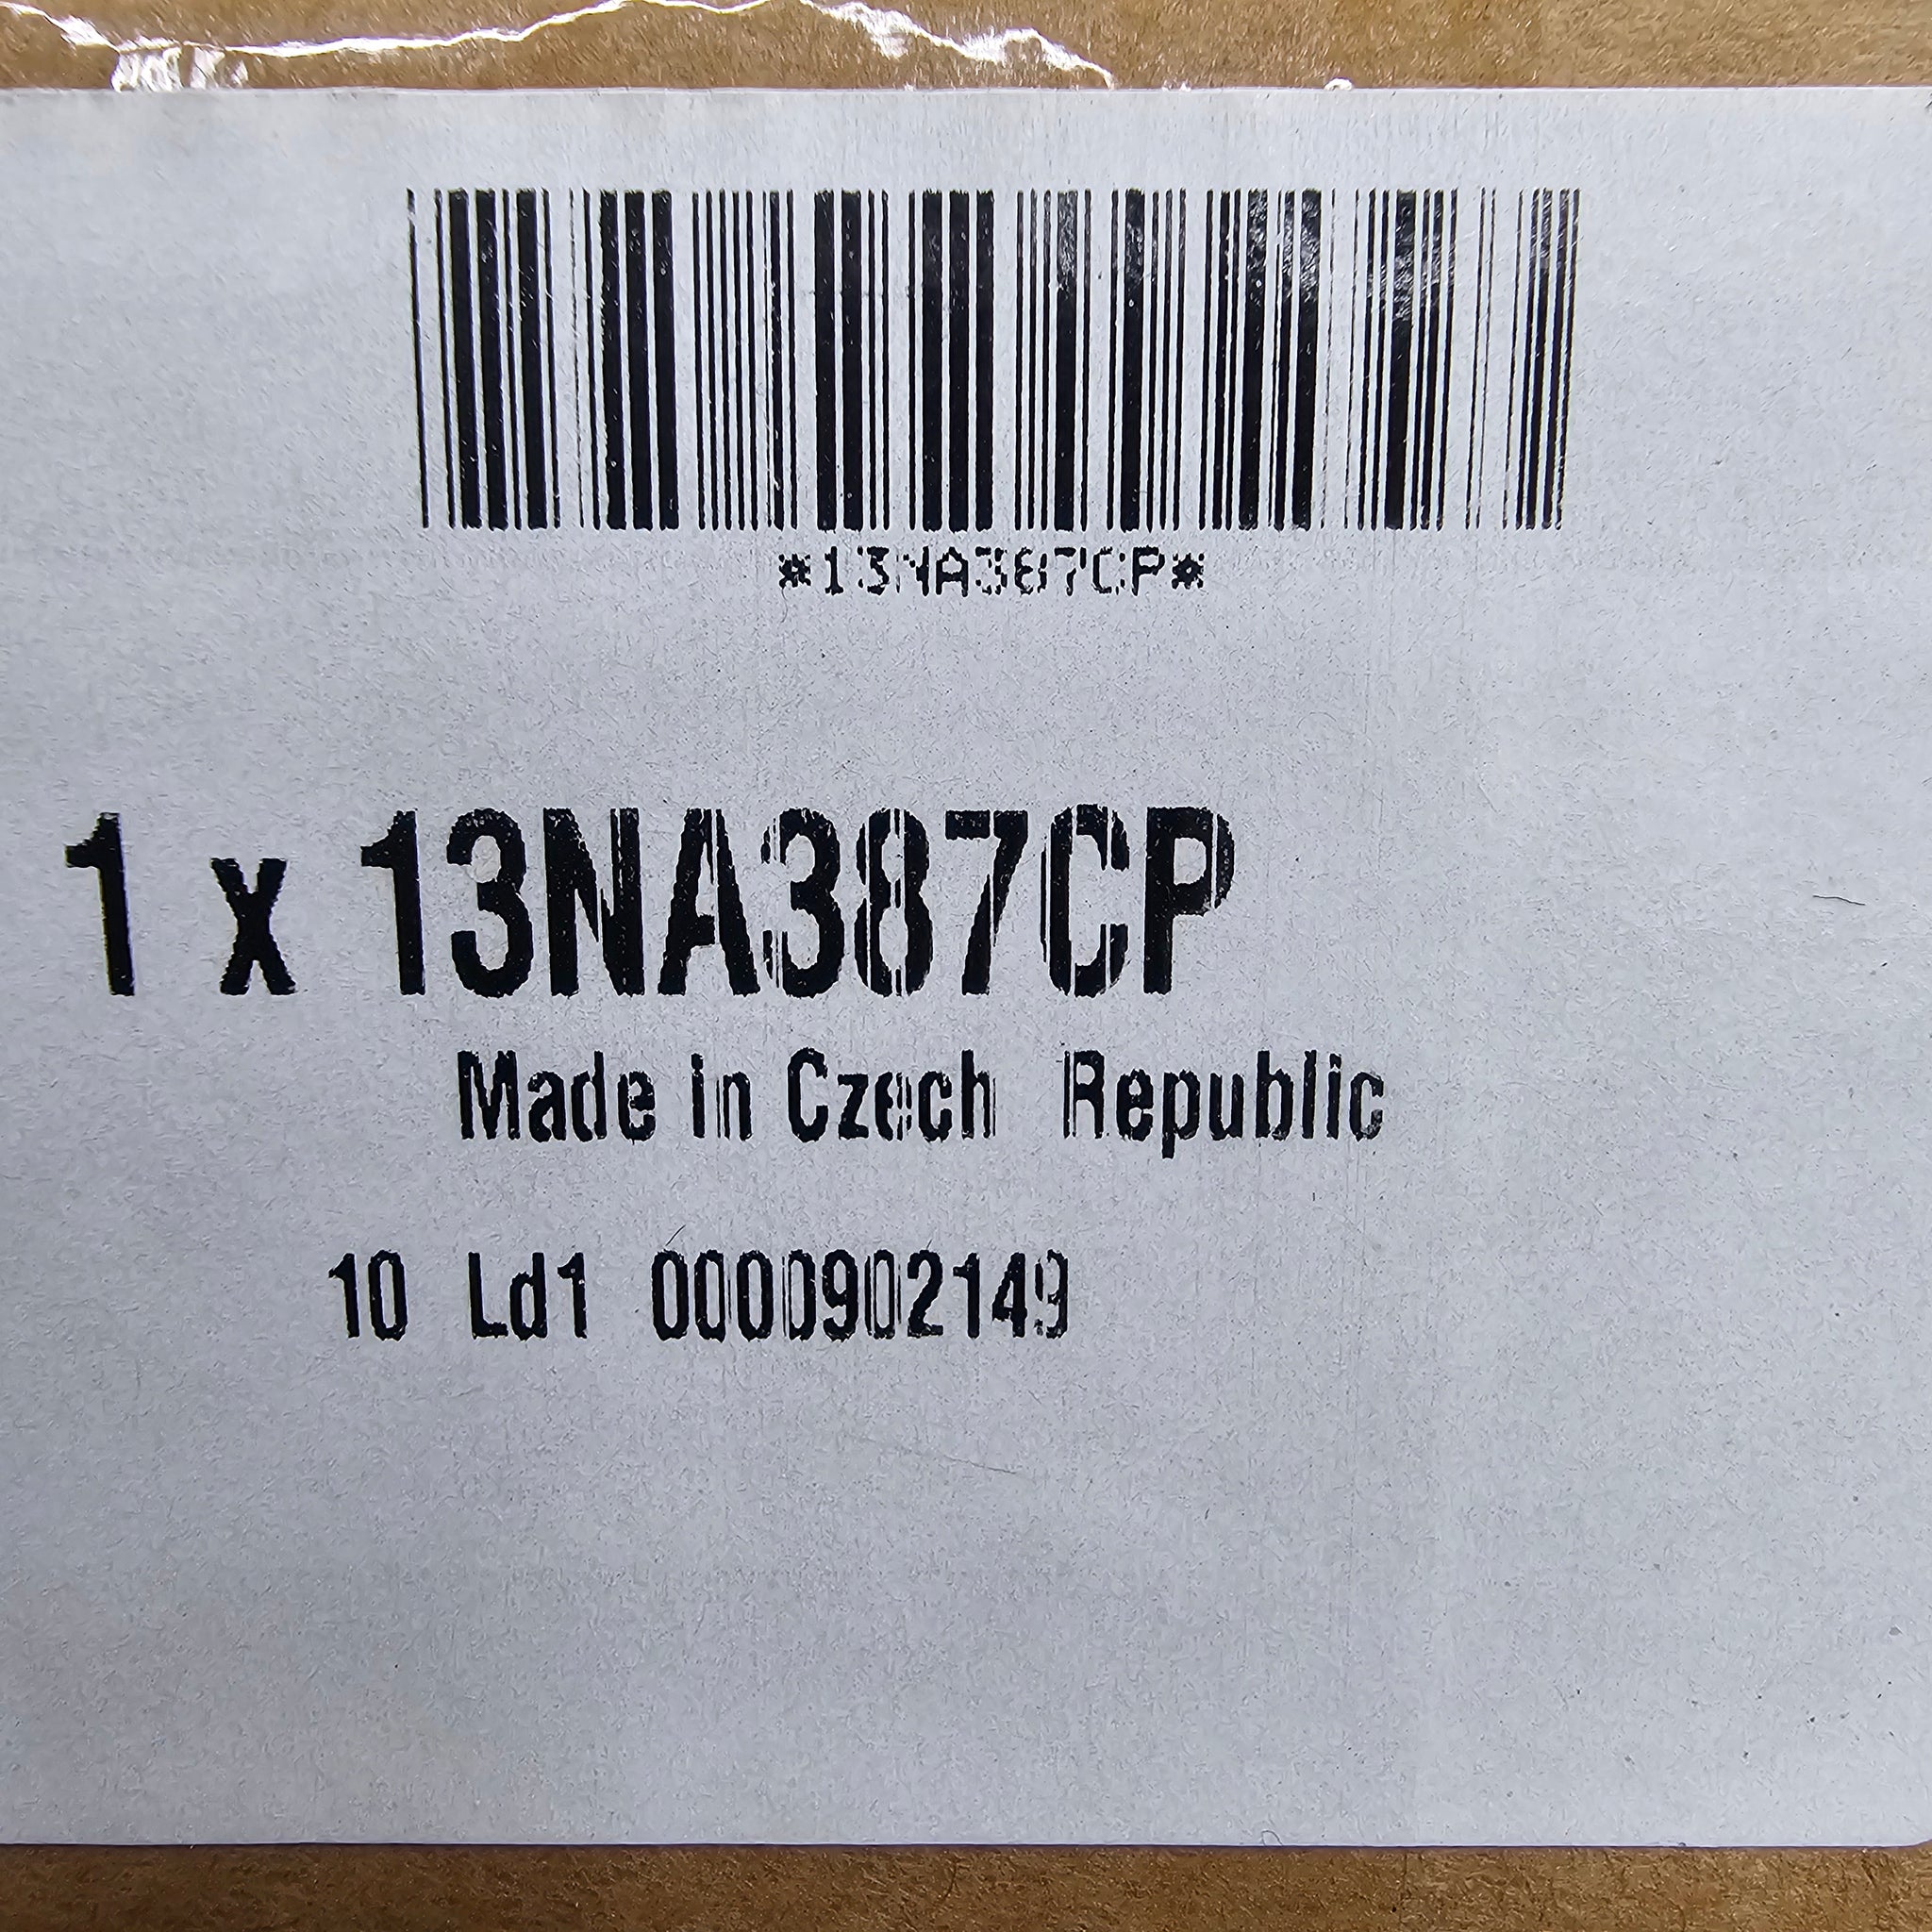 *13NA387CP*
1 x 13NA387CP
Made in Czech Republic
10 Ld1 0000902149